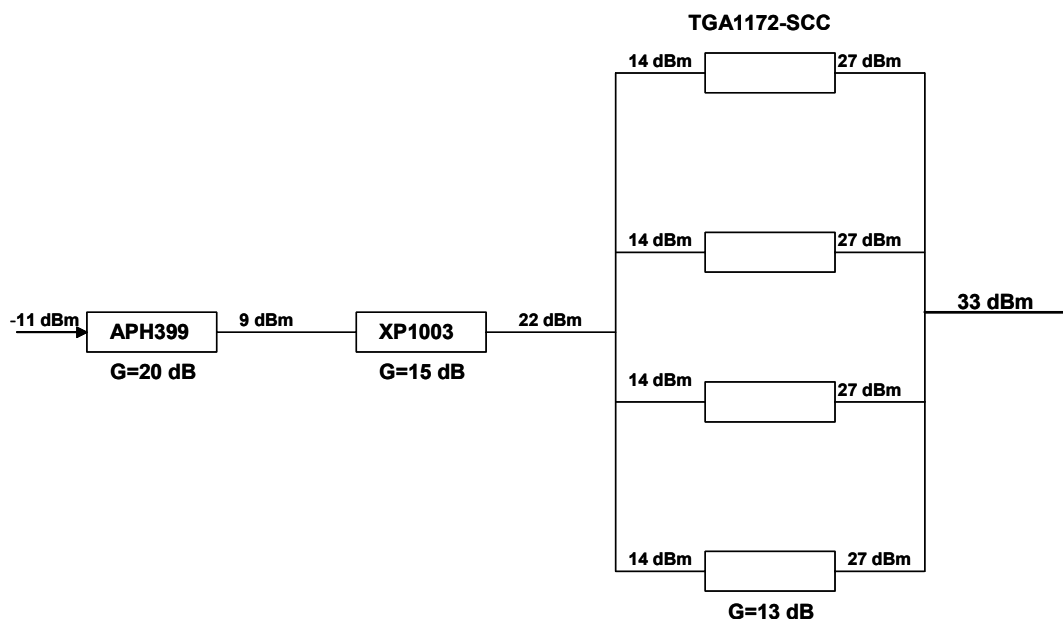 TGA1172-SCC
14 dBm 27 dBm
14 dBm 27 dBm
-11 dBm APH399 9 dBm XP1003 22 dBm 33 dBm
G=20 dB G=15 dB
14 dBm 27 dBm
14 dBm 27 dBm
G=13 dB